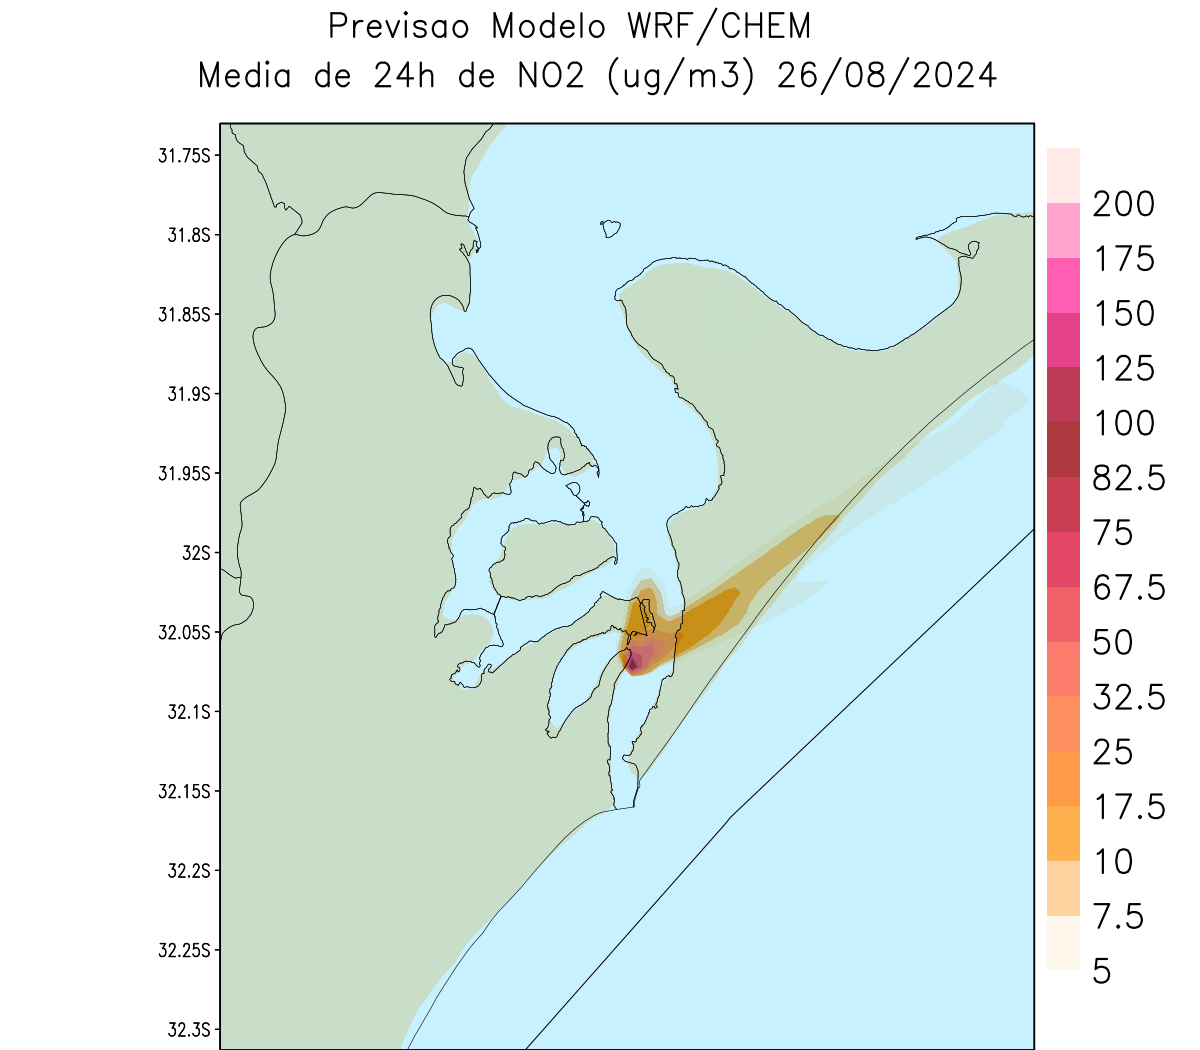 Previsao Modelo WRF/CHEM
Media de 24h de NO2 (ug/m3) 26/08/2024
31.75S
31.8S
31.85S
31.9S
31.95S
32S
32.05S
32.1S
32.15S
32.2S
32.25S
32.3S
200
175
150
125
100
82.5
75
67.5
50
32.5
25
17.5
10
7.5
5